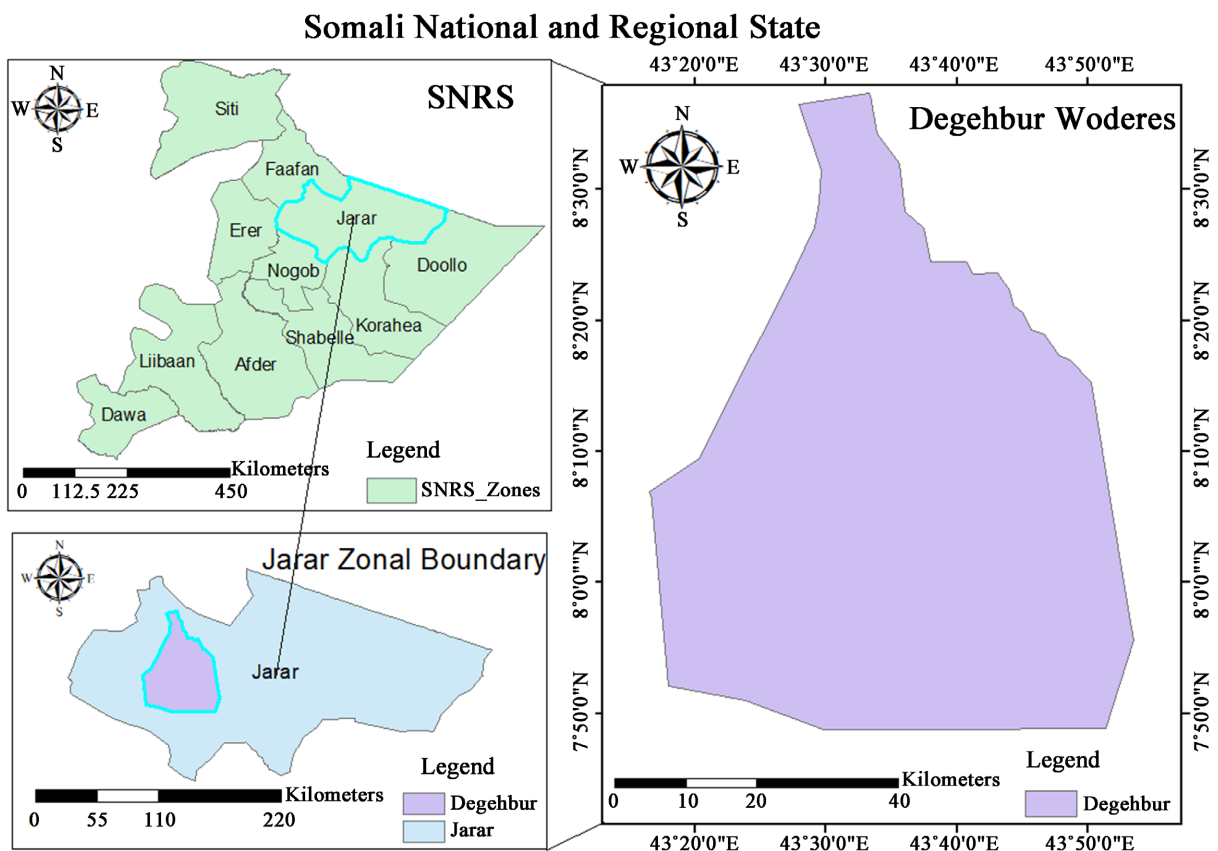 Somali National and Regional State
SNRS
N
W E
S
Siti
Faafan
Jarar
Erer
Nogob
Doollo
Korahea
Shabelle
Liibaan
Afder
Dawa
Legend
SNRS_Zones
Kilometers
0 112.5 225 450
Jarar Zonal Boundary
N
W E
S
Jarar
Legend
Degehbur
Jarar
Kilometers
0 55 110 220
43°20'0"E 43°30'0"E 43°40'0"E 43°50'0"E
Degehbur Woderes
N
W E
S
8°30'0"N 8°30'0"N
8°20'0"N 8°20'0"N
8°10'0"N 8°10'0"N
8°0'0"N 8°0'0"N
7°50'0"N 7°50'0"N
Legend
Degehbur
Kilometers
0 10 20 40
43°20'0"E 43°30'0"E 43°40'0"E 43°50'0"E